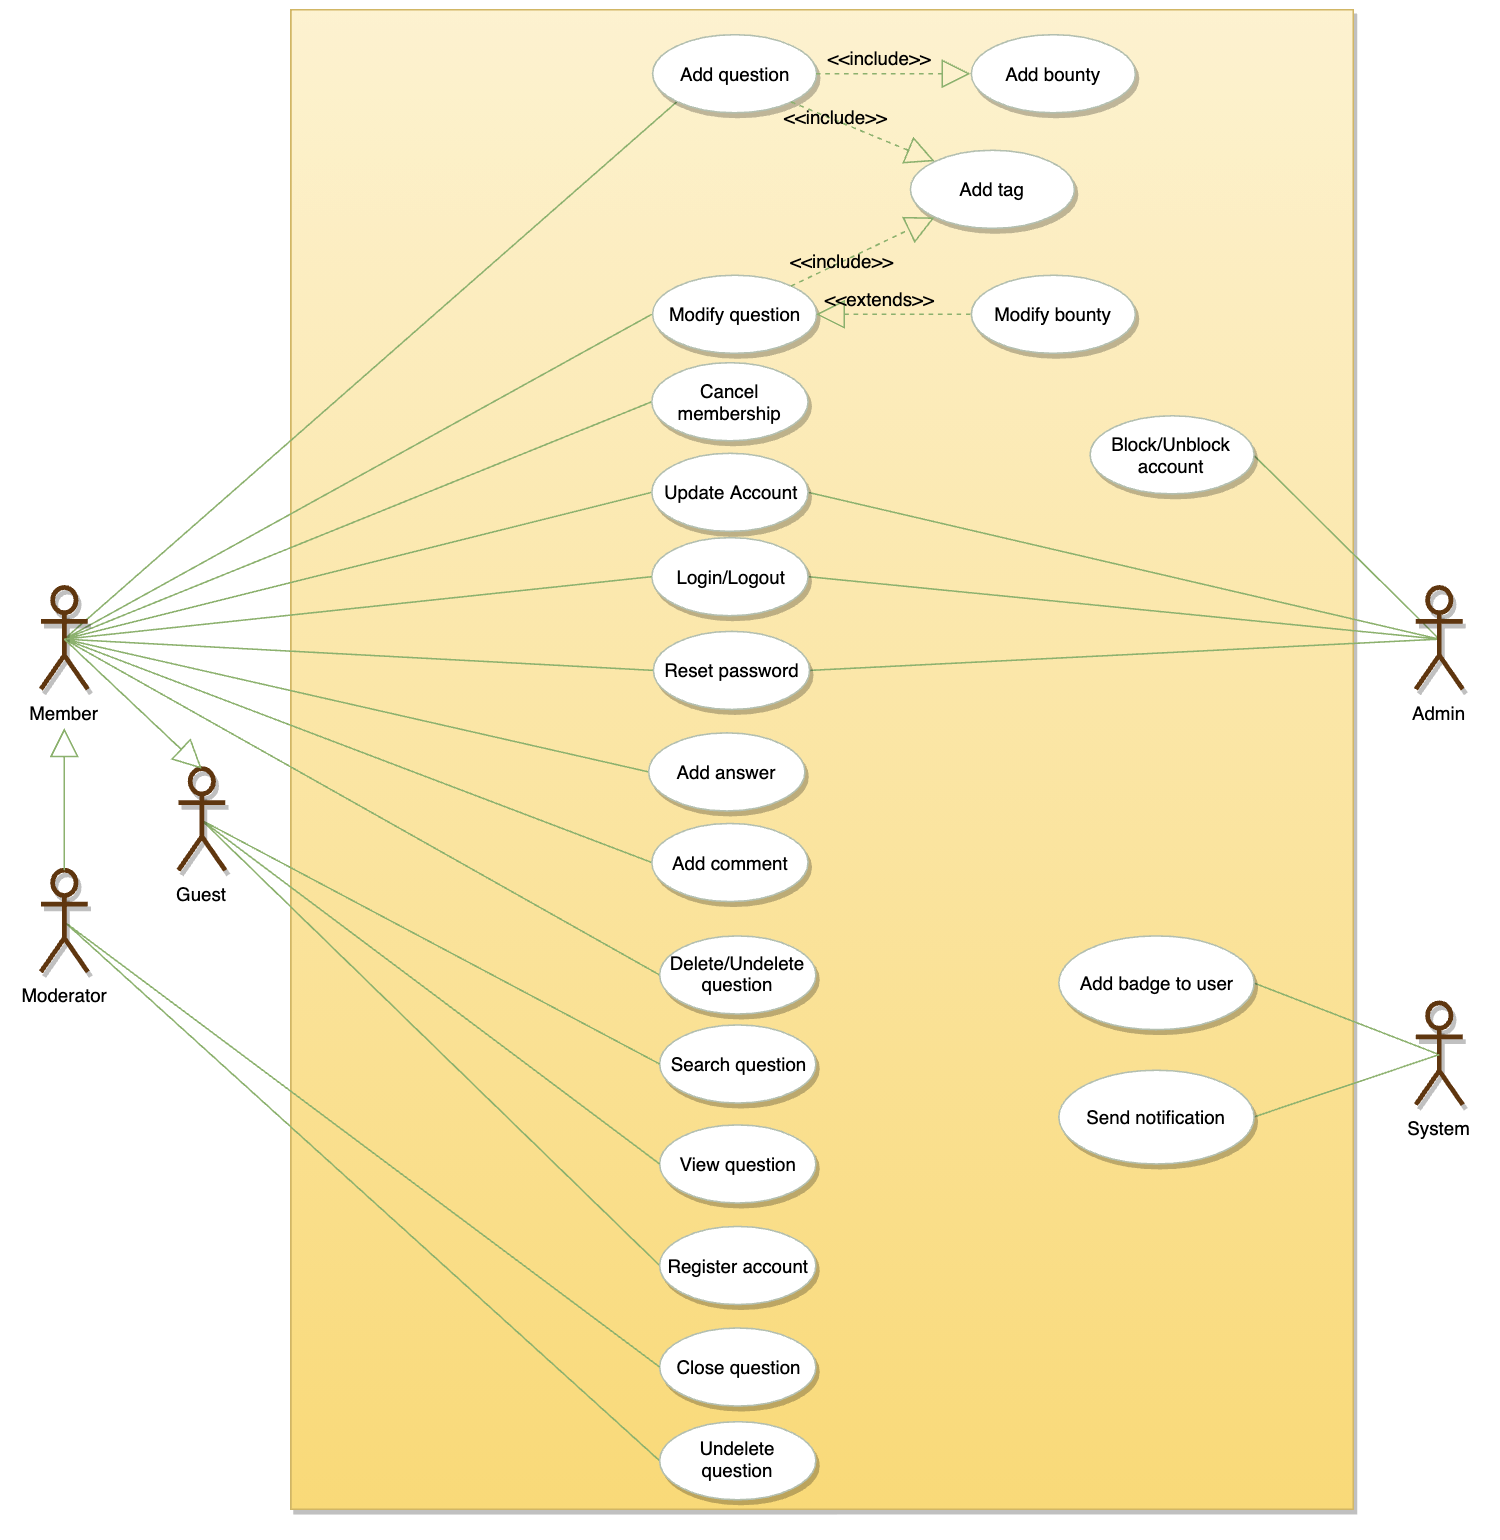 Add question
<<include>>
Add bounty
<<include>>
Add tag
<<include>>
Modify question
<<extends>>
Modify bounty
Cancel
membership
Block/Unblock
account
Update Account
Login/Logout
Reset password
Member
Admin
Add answer
Add comment
Guest
Moderator
Delete/Undelete
question
Add badge to user
Search question
Send notification
System
View question
Register account
Close question
Undelete
question